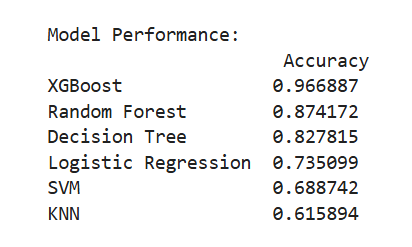 Model Performance:
Accuracy
XGBoost 0.966887
Random Forest 0.874172
Decision Tree 0.827815
Logistic Regression 0.735099
SVM 0.688742
KNN 0.615894